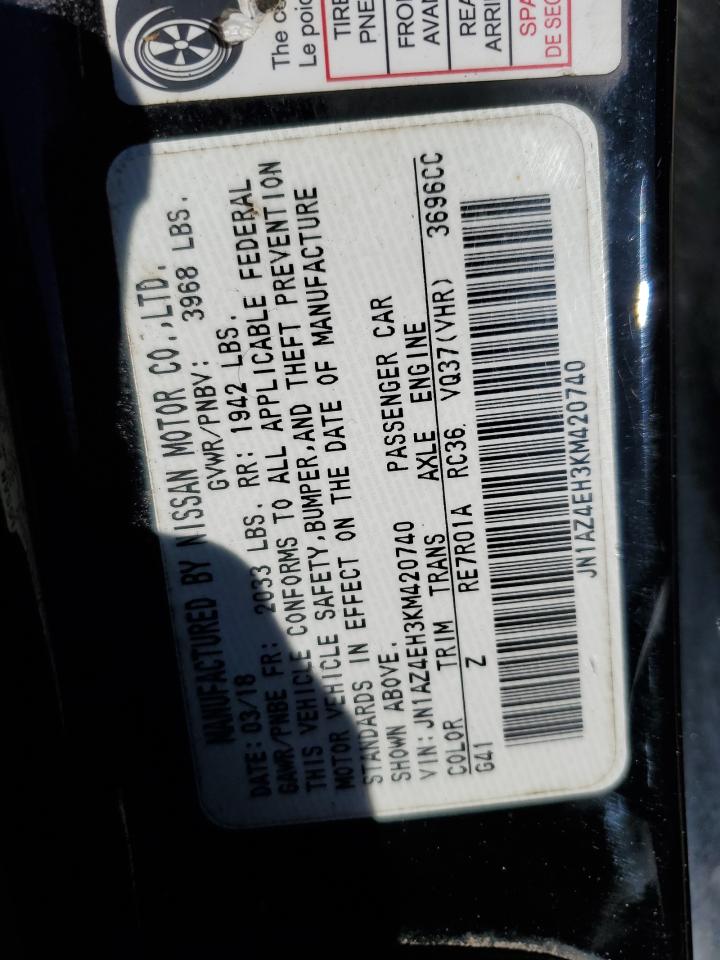 The ce
Le poid
TIRE
PNE
FRO
AVA
REA
ARRI
SPA
DE SEC
MANUFACTURED BY NISSAN MOTOR CO.,LTD.
DATE: 03/18 GVWR/PNBV: 3968 LBS.
GAWR/PNBE FR: 2033 LBS. RR: 1942 LBS.
THIS VEHICLE CONFORMS TO ALL APPLICABLE FEDERAL
MOTOR VEHICLE SAFETY,BUMPER,AND THEFT PREVENTION
STANDARDS IN EFFECT ON THE DATE OF MANUFACTURE
SHOWN ABOVE.
VIN:JN1AZ4EH3KM420740 PASSENGER CAR
COLOR TRIM TRANS AXLE ENGINE
G41 Z RE7R01A RC36. VQ37(VHR) 3696CC
JN1AZ4EH3KM420740